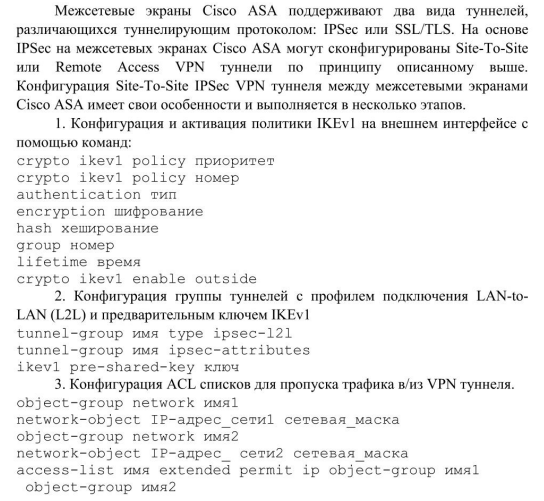 Межсетевые экраны Cisco ASA поддерживают два вида туннелей,
различающихся туннелирующим протоколом: IPSec или SSL/TLS. На основе
IPSec на межсетевых экранах Cisco ASA могут сконфигурированы Site-To-Site
или Remote Access VPN туннели по принципу описанному выше.
Конфигурация Site-To-Site IPSec VPN туннеля между межсетевыми экранами
Cisco ASA имеет свои особенности и выполняется в несколько этапов.
1. Конфигурация и активация политики IKEv1 на внешнем интерфейсе с
помощью команд:
crypto ikev1 policy приоритет
crypto ikev1 policy номер
authentication тип
encryption шифрование
hash хеширование
group номер
lifetime время
crypto ikev1 enable outside
2. Конфигурация группы туннелей с профилем подключения LAN-to-
LAN (L2L) и предварительным ключем IKEv1
tunnel-group имя type ipsec-l2l
tunnel-group имя ipsec-attributes
ikev1 pre-shared-key ключ
3. Конфигурация ACL списков для пропуска трафика в/из VPN туннеля.
object-group network имя1
network-object IP-адрес_сети1 сетевая_маска
object-group network имя2
network-object IP-адрес_ сети2 сетевая_маска
access-list имя extended permit ip object-group имя1
object-group имя2